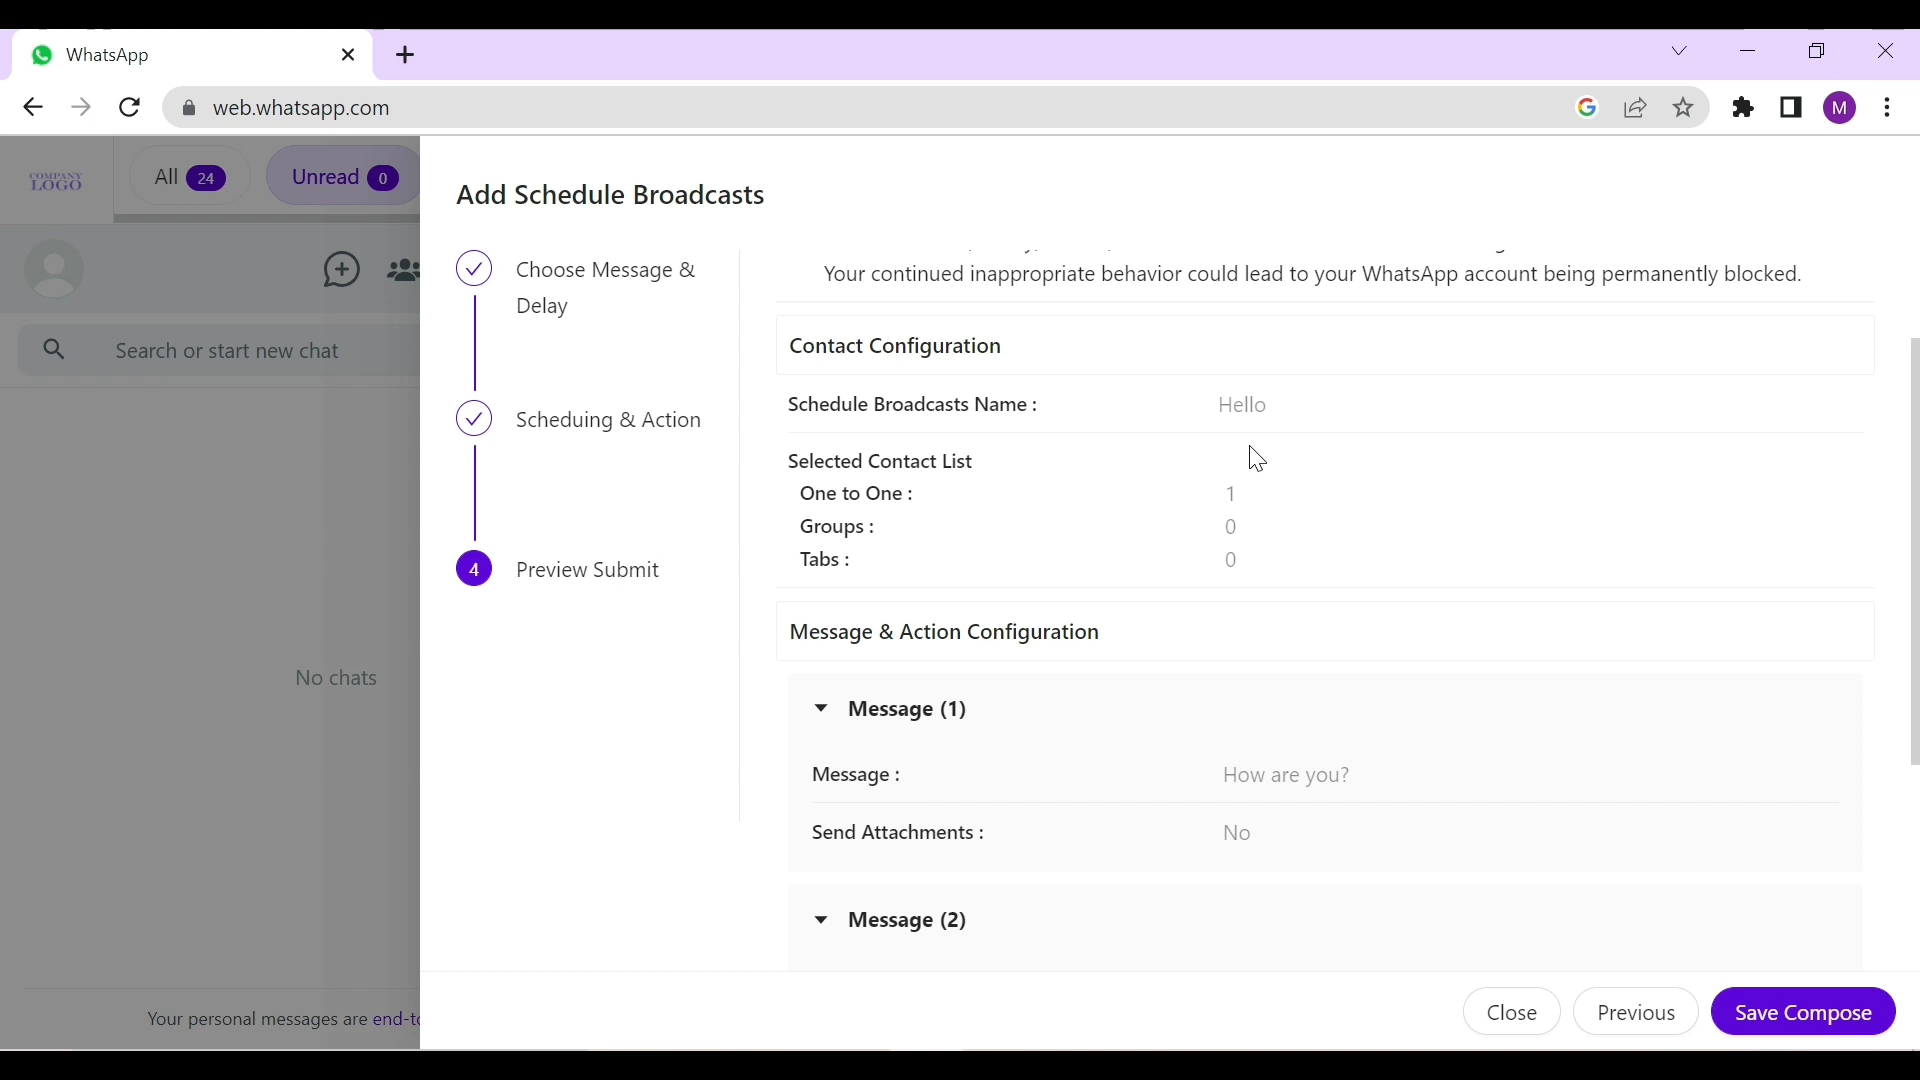 WhatsApp
web.whatsapp.com
M
COMPANY
LOGO
All 24
Unread 0
Search or start new chat
No chats
Your personal messages are end-to
Add Schedule Broadcasts
Choose Message &
Delay
Scheduing & Action
4 Preview Submit
Your continued inappropriate behavior could lead to your WhatsApp account being permanently blocked.
Contact Configuration
Schedule Broadcasts Name : Hello
Selected Contact List
One to One : 1
Groups : 0
Tabs : 0
Message & Action Configuration
Message (1)
Message : How are you?
Send Attachments : No
Message (2)
Close
Previous
Save Compose